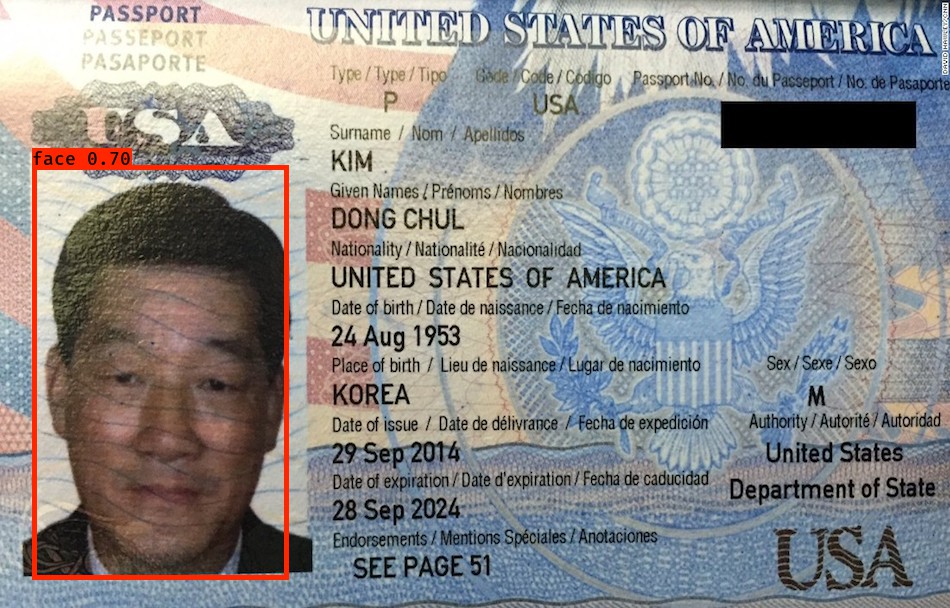 PASSPORT
PASSEPORT
PASAPORTE
USA
UNITED STATES OF AMERICA
Type / Type / Tipo Code / Code / Código Passport No. / No. du Passeport / No. de Pasaporte
P USA
Surname / Nom / Apellidos
KIM
Given Names / Prénoms / Nombres
DONG CHUL
Nationality / Nationalité / Nacionalidad
UNITED STATES OF AMERICA
Date of birth / Date de naissance / Fecha de nacimiento
24 Aug 1953
Place of birth / Lieu de naissance / Lugar de nacimiento Sex / Sexe / Sexo
KOREA M
Date of issue / Date de délivrance / Fecha de expedición Authority / Autorité / Autoridad
29 Sep 2014 United States
Date of expiration / Date d'expiration / Fecha de caducidad Department of State
28 Sep 2024
Endorsements / Mentions Spéciales / Anotaciones
SEE PAGE 51
USA
face 0.70
DAVID HAWLEY/CNN